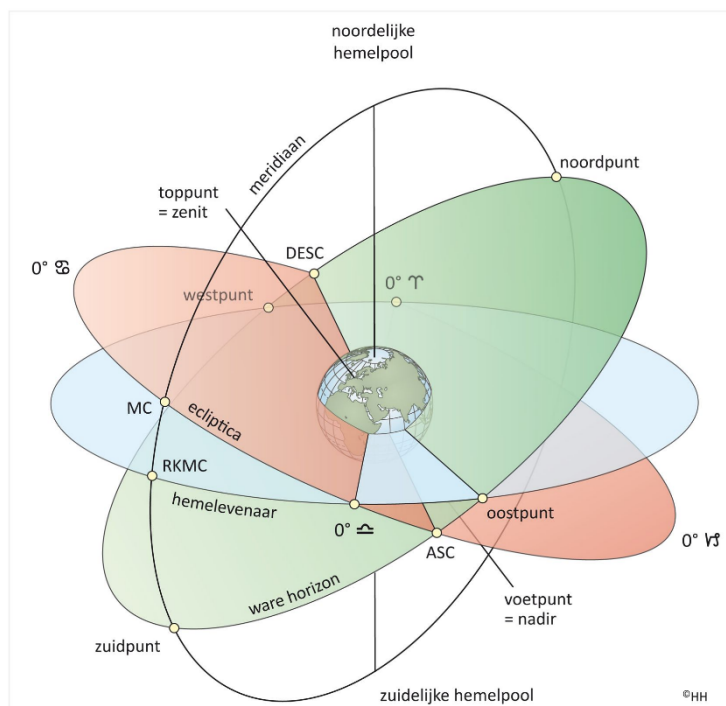 noordelijke
hemelpool
meridiaan
noordpunt
toppunt
= zenit
DESC
0° ♋
westpunt
0° ♈
MC
ecliptica
RKMC
hemelevenaar
oostpunt
0° ♎
ASC
0° ♑
ware horizon
voetpunt
= nadir
zuidpunt
zuidelijke hemelpool
©HH